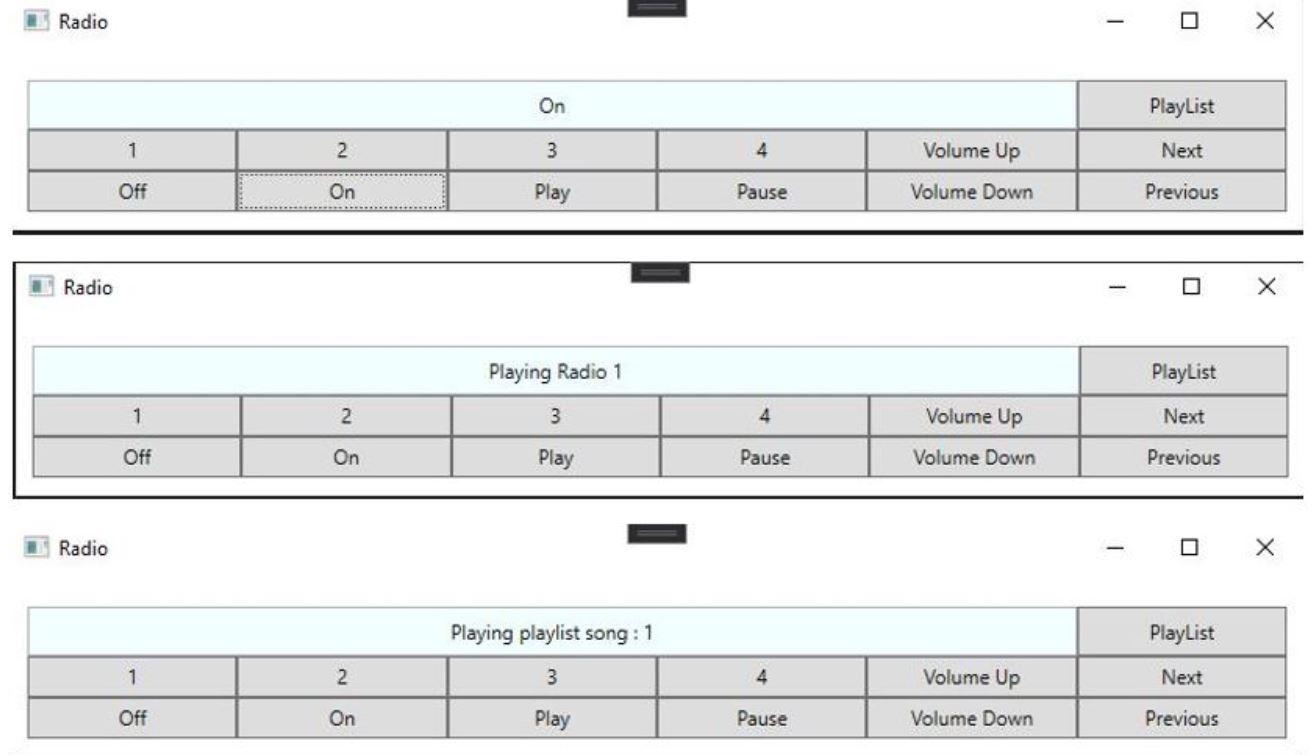 Radio
On PlayList
1 2 3 4 Volume Up Next
Off On Play Pause Volume Down Previous
Radio
Playing Radio 1 PlayList
1 2 3 4 Volume Up Next
Off On Play Pause Volume Down Previous
Radio
Playing playlist song : 1 PlayList
1 2 3 4 Volume Up Next
Off On Play Pause Volume Down Previous